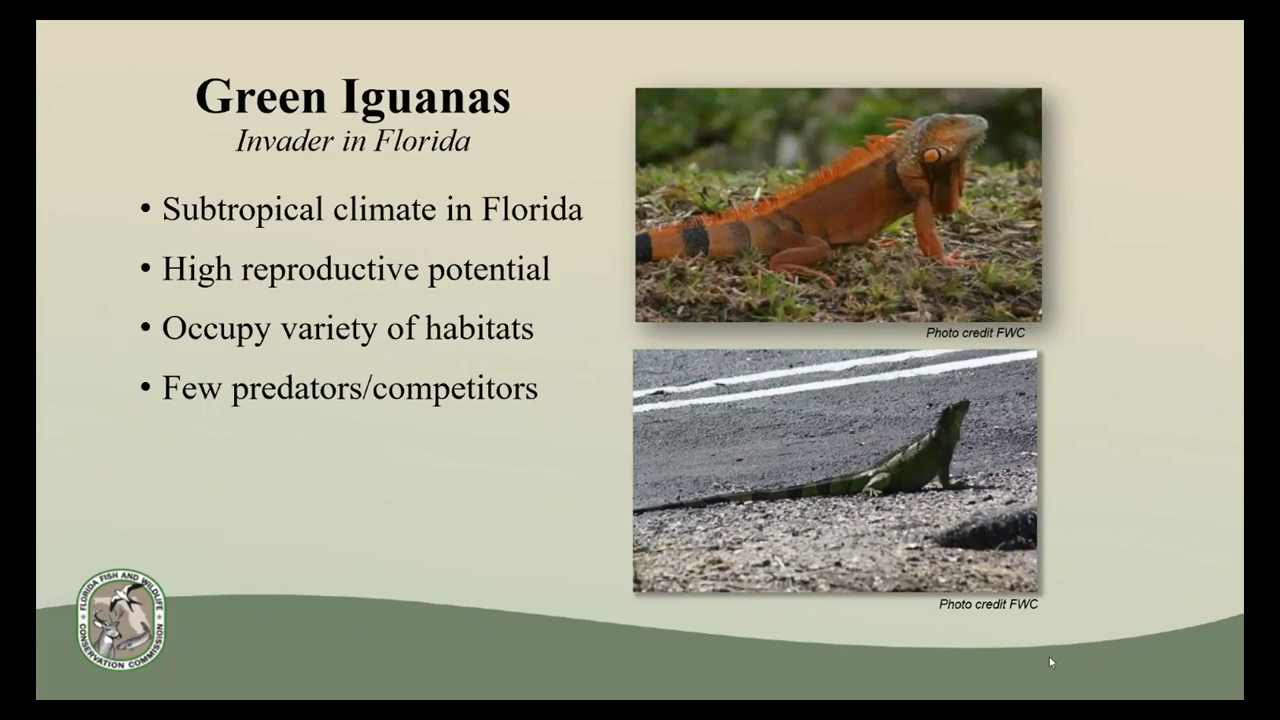 Green Iguanas
Invader in Florida
• Subtropical climate in Florida
• High reproductive potential
• Occupy variety of habitats
• Few predators/competitors
Photo credit FWC
Photo credit FWC
FLORIDA FISH AND WILDLIFE
CONSERVATION COMMISSION